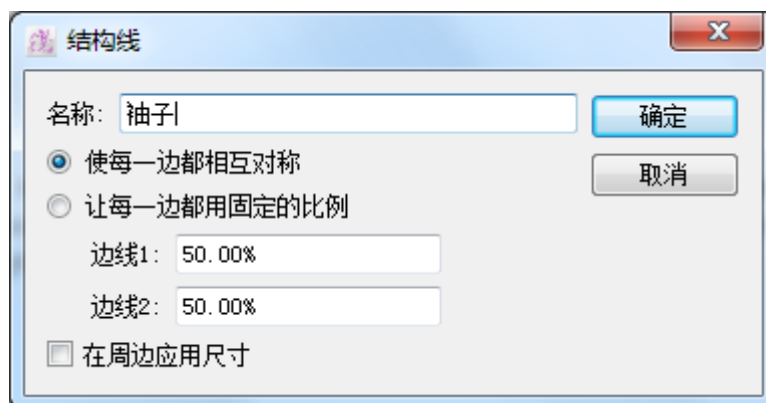 结构线
名称: 袖子
确定
使每一边都相互对称
取消
让每一边都用固定的比例
边线1: 50.00%
边线2: 50.00%
在周边应用尺寸